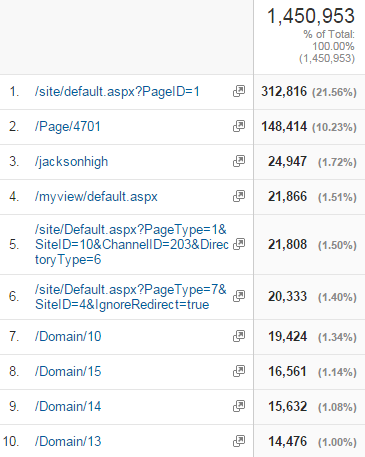 1,450,953
% of Total:
100.00%
(1,450,953)
1. /site/default.aspx?PageID=1 312,816 (21.56%)
2. /Page/4701 148,414 (10.23%)
3. /jacksonhigh 24,947 (1.72%)
4. /myview/default.aspx 21,866 (1.51%)
5. /site/Default.aspx?PageType=1&
SiteID=10&ChannelID=203&Direc 21,808 (1.50%)
toryType=6
6. /site/Default.aspx?PageType=7& 20,333 (1.40%)
SiteID=4&IgnoreRedirect=true
7. /Domain/10 19,424 (1.34%)
8. /Domain/15 16,561 (1.14%)
9. /Domain/14 15,632 (1.08%)
10. /Domain/13 14,476 (1.00%)